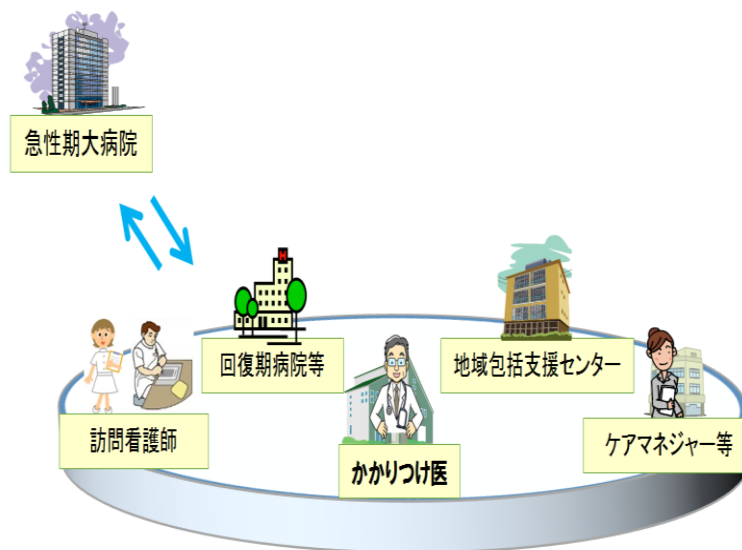 急性期大病院
H
回復期病院等
地域包括支援センター
訪問看護師
かかりつけ医
ケアマネジャー等